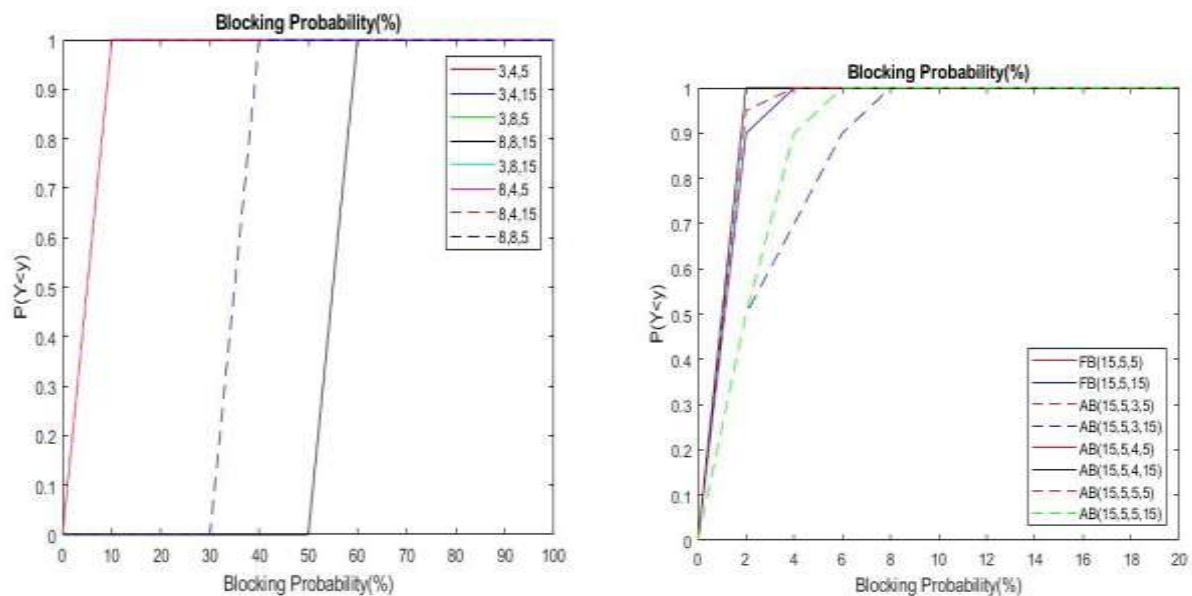 Blocking Probability(%)
P(Y<y)
1
0.9
0.8
0.7
0.6
0.5
0.4
0.3
0.2
0.1
0
0 10 20 30 40 50 60 70 80 90 100
Blocking Probability(%)
3,4,5
3,4,15
3,8,5
8,8,15
3,8,15
8,4,5
8,4,15
8,8,5
Blocking Probability(%)
P(Y<y)
1
0.9
0.8
0.7
0.6
0.5
0.4
0.3
0.2
0.1
0
0 2 4 6 8 10 12 14 16 18 20
Blocking Probability(%)
FB(15,5,5)
FB(15,5,15)
AB(15,5,3,5)
AB(15,5,3,15)
AB(15,5,4,5)
AB(15,5,4,15)
AB(15,5,5,5)
AB(15,5,5,15)